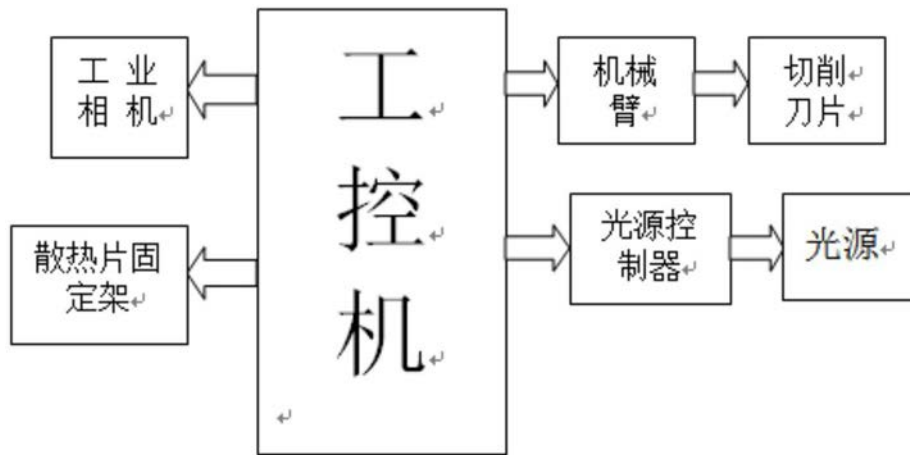 工 业
相 机
散热片固
定架
工
控
机
机械
臂
切削
刀片
光源控
制器
光源